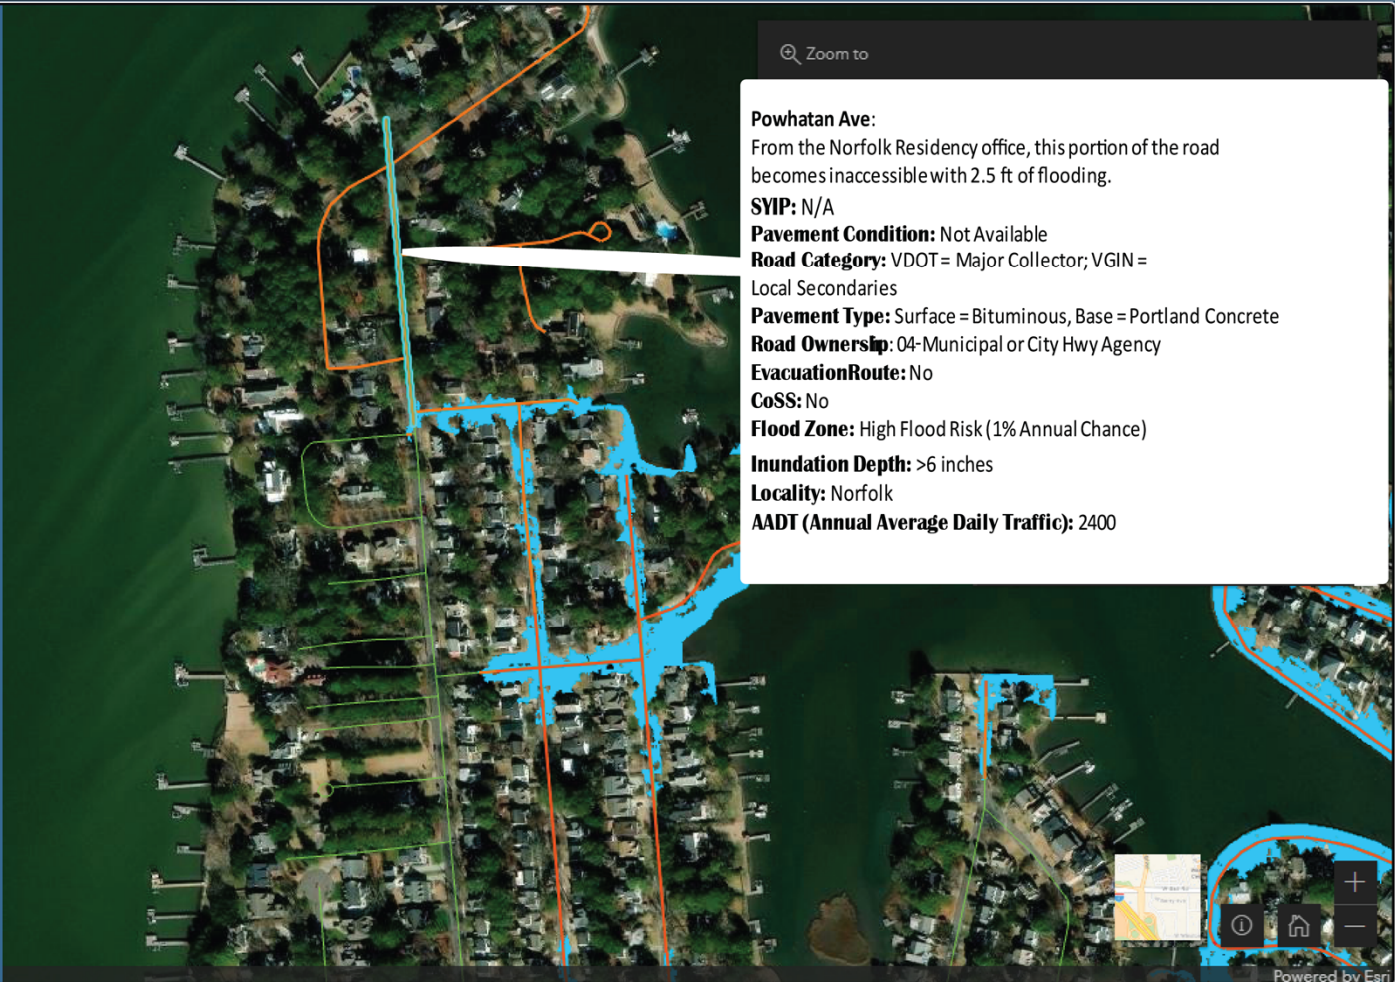 Zoom to
Powhatan Ave:
From the Norfolk Residency office, this portion of the road
becomes inaccessible with 2.5 ft of flooding.
SYIP: N/A
Pavement Condition: Not Available
Road Category: VDOT = Major Collector; VGIN =
Local Secondaries
Pavement Type: Surface = Bituminous, Base = Portland Concrete
Road Ownership: 04-Municipal or City Hwy Agency
Evacuation Route: No
CoSS: No
Flood Zone: High Flood Risk (1% Annual Chance)
Inundation Depth: >6 inches
Locality: Norfolk
AADT (Annual Average Daily Traffic): 2400
Powered by Esri